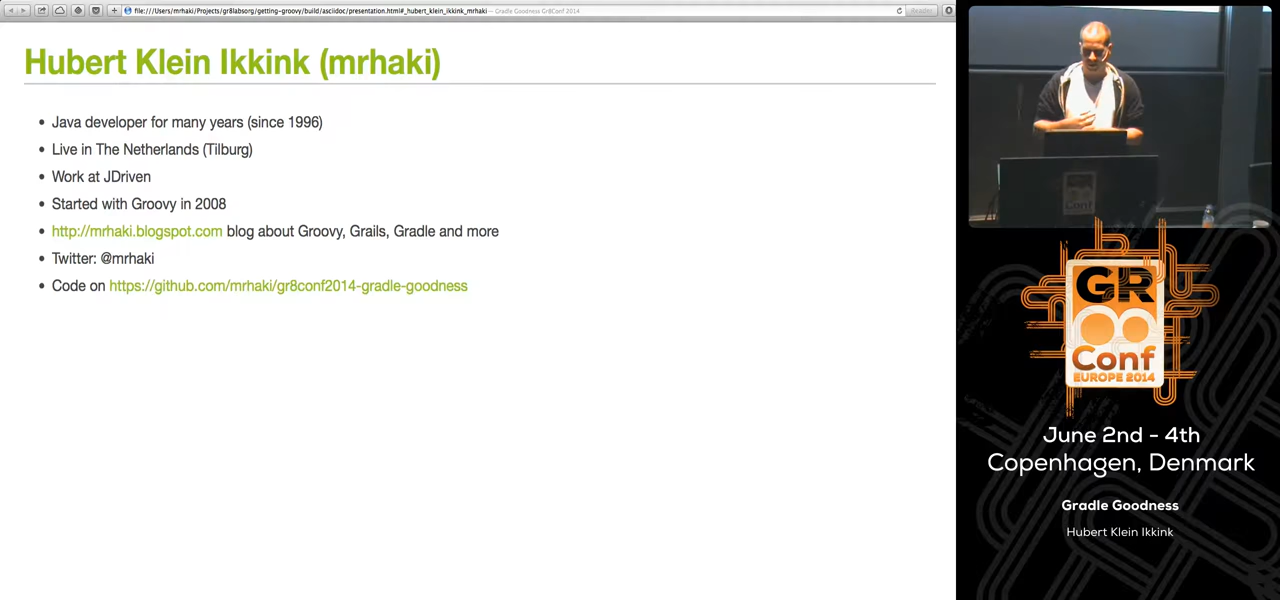 file:///Users/mrhaki/Projects/gr8labsorg/getting-groovy/build/asciidoc/presentation.html#_hubert_klein_ikkink_mrhaki — Gradle Goodness Gr8Conf 2014
Reader
Hubert Klein Ikkink (mrhaki)
• Java developer for many years (since 1996)
• Live in The Netherlands (Tilburg)
• Work at JDriven
• Started with Groovy in 2008
• http://mrhaki.blogspot.com blog about Groovy, Grails, Gradle and more
• Twitter: @mrhaki
• Code on https://github.com/mrhaki/gr8conf2014-gradle-goodness
Conf
GR
8
Conf
EUROPE 2014
June 2nd - 4th
Copenhagen, Denmark
Gradle Goodness
Hubert Klein Ikkink